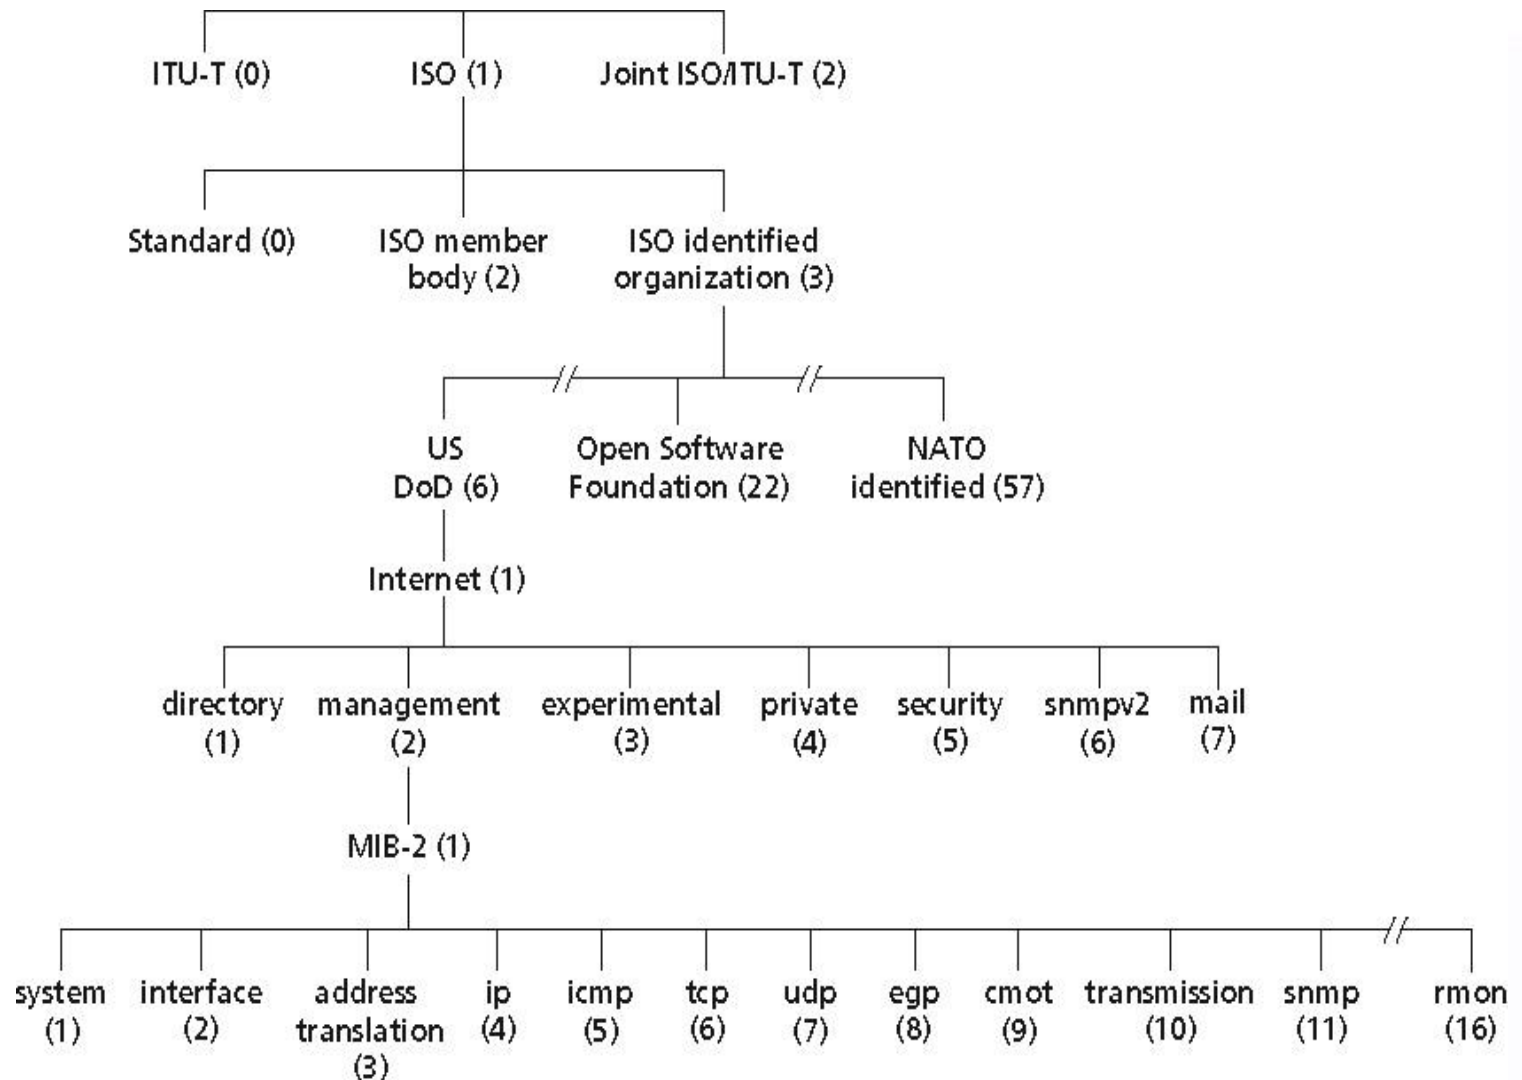 ITU-T (0) ISO (1) Joint ISO/ITU-T (2)
Standard (0) ISO member ISO identified
body (2) organization (3)
US Open Software NATO
DoD (6) Foundation (22) identified (57)
Internet (1)
directory management experimental private security snmpv2 mail
(1) (2) (3) (4) (5) (6) (7)
MIB-2 (1)
system interface address ip icmp tcp udp egp cmot transmission snmp rmon
(1) (2) translation (4) (5) (6) (7) (8) (9) (10) (11) (16)
(3)